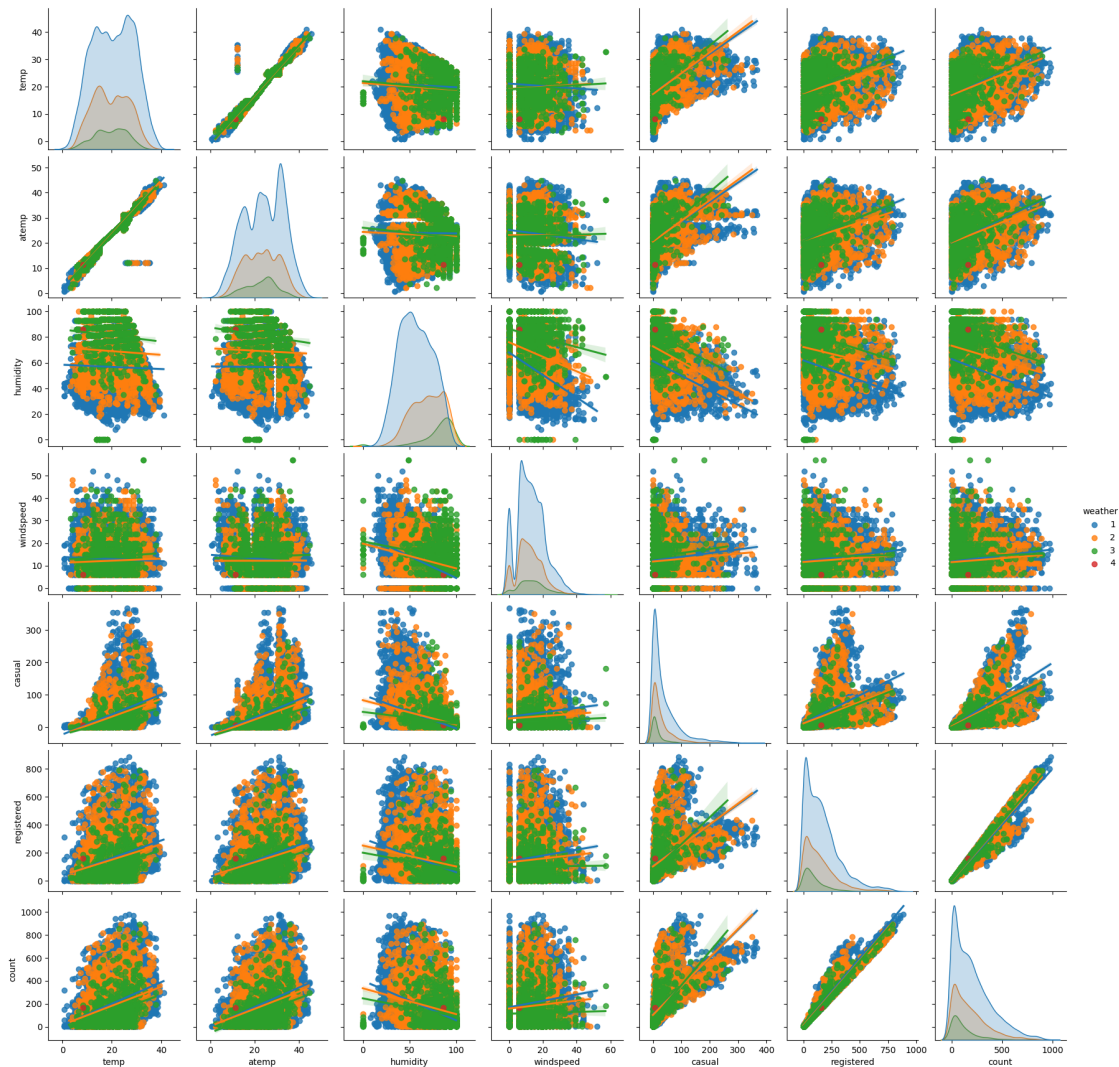 temp
40
30
20
10
0
atemp
50
40
30
20
10
0
humidity
100
80
60
40
20
0
windspeed
50
40
30
20
10
0
weather
1
2
3
4
casual
300
200
100
0
registered
800
600
400
200
0
count
1000
800
600
400
200
0
0 20 40
0 20 40
0 50 100
0 20 40 60
0 100 200 300 400
0 250 500 750 1000
0 500 1000
temp atemp humidity windspeed casual registered count